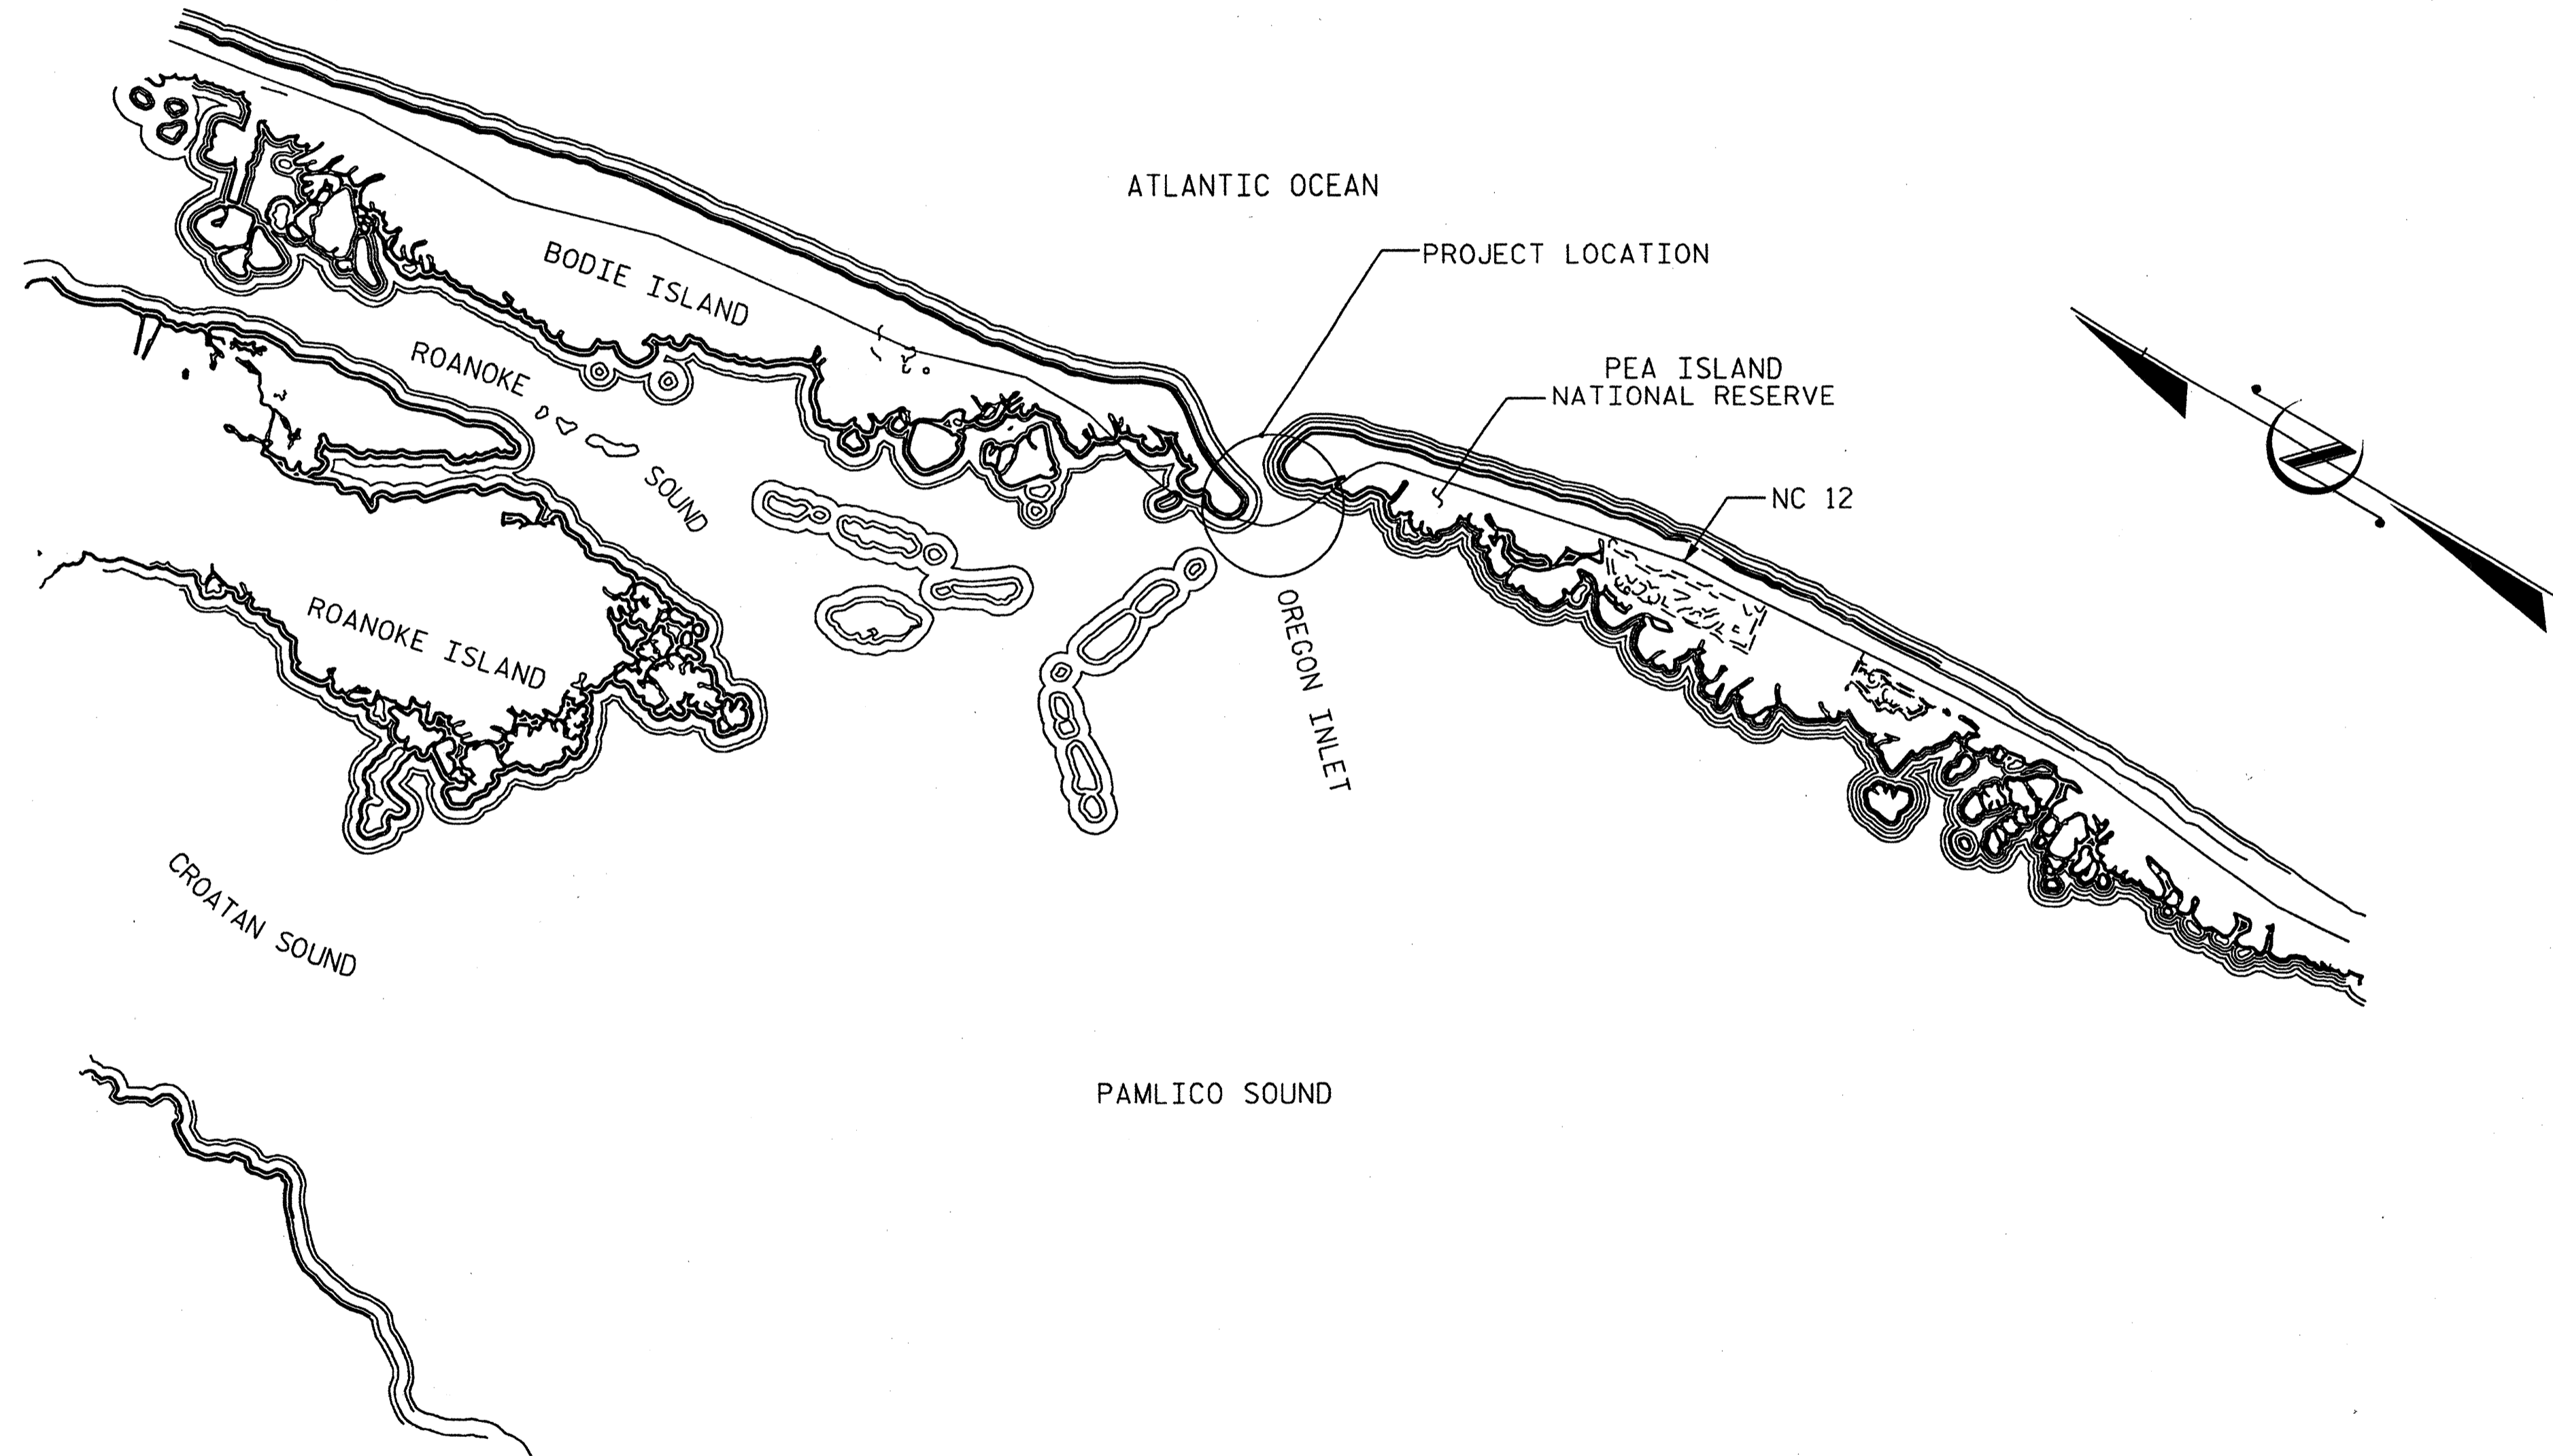 ATLANTIC OCEAN
PROJECT LOCATION
BODIE ISLAND
PEA ISLAND
NATIONAL RESERVE
ROANOKE
SOUND
NC 12
ROANOKE ISLAND
OREGON INLET
CROATAN SOUND
PAMLICO SOUND
Z